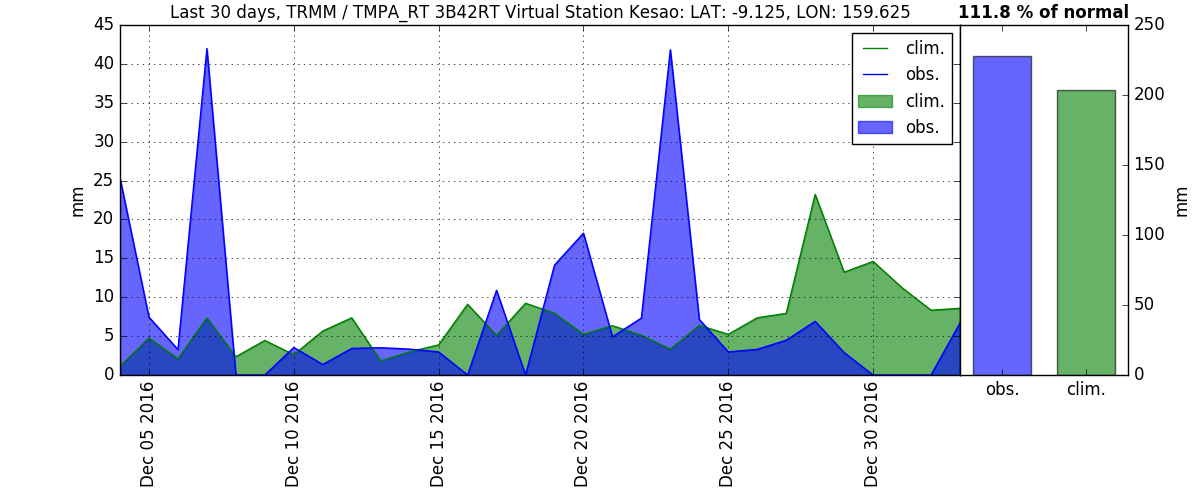 Last 30 days, TRMM / TMPA_RT 3B42RT Virtual Station Kesao: LAT: -9.125, LON: 159.625
111.8 % of normal
45
40
35
30
25
20
15
10
5
0
mm
clim.
obs.
clim.
obs.
Dec 05 2016
Dec 10 2016
Dec 15 2016
Dec 20 2016
Dec 25 2016
Dec 30 2016
250
200
150
100
50
0
mm
obs.
clim.